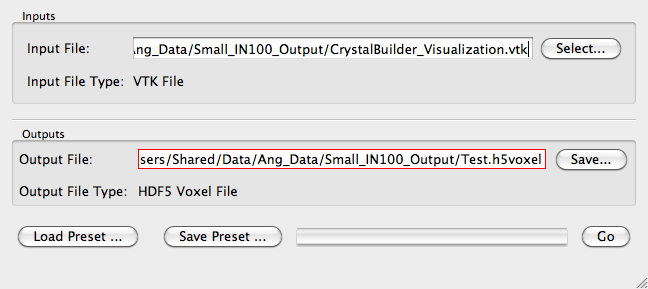 Inputs
Input File: Ang_Data/Small_IN100_Output/CrystalBuilder_Visualization.vtk Select...
Input File Type: VTK File
Outputs
Output File: sers/Shared/Data/Ang_Data/Small_IN100_Output/Test.h5voxel Save...
Output File Type: HDF5 Voxel File
Load Preset ... Save Preset ... Go